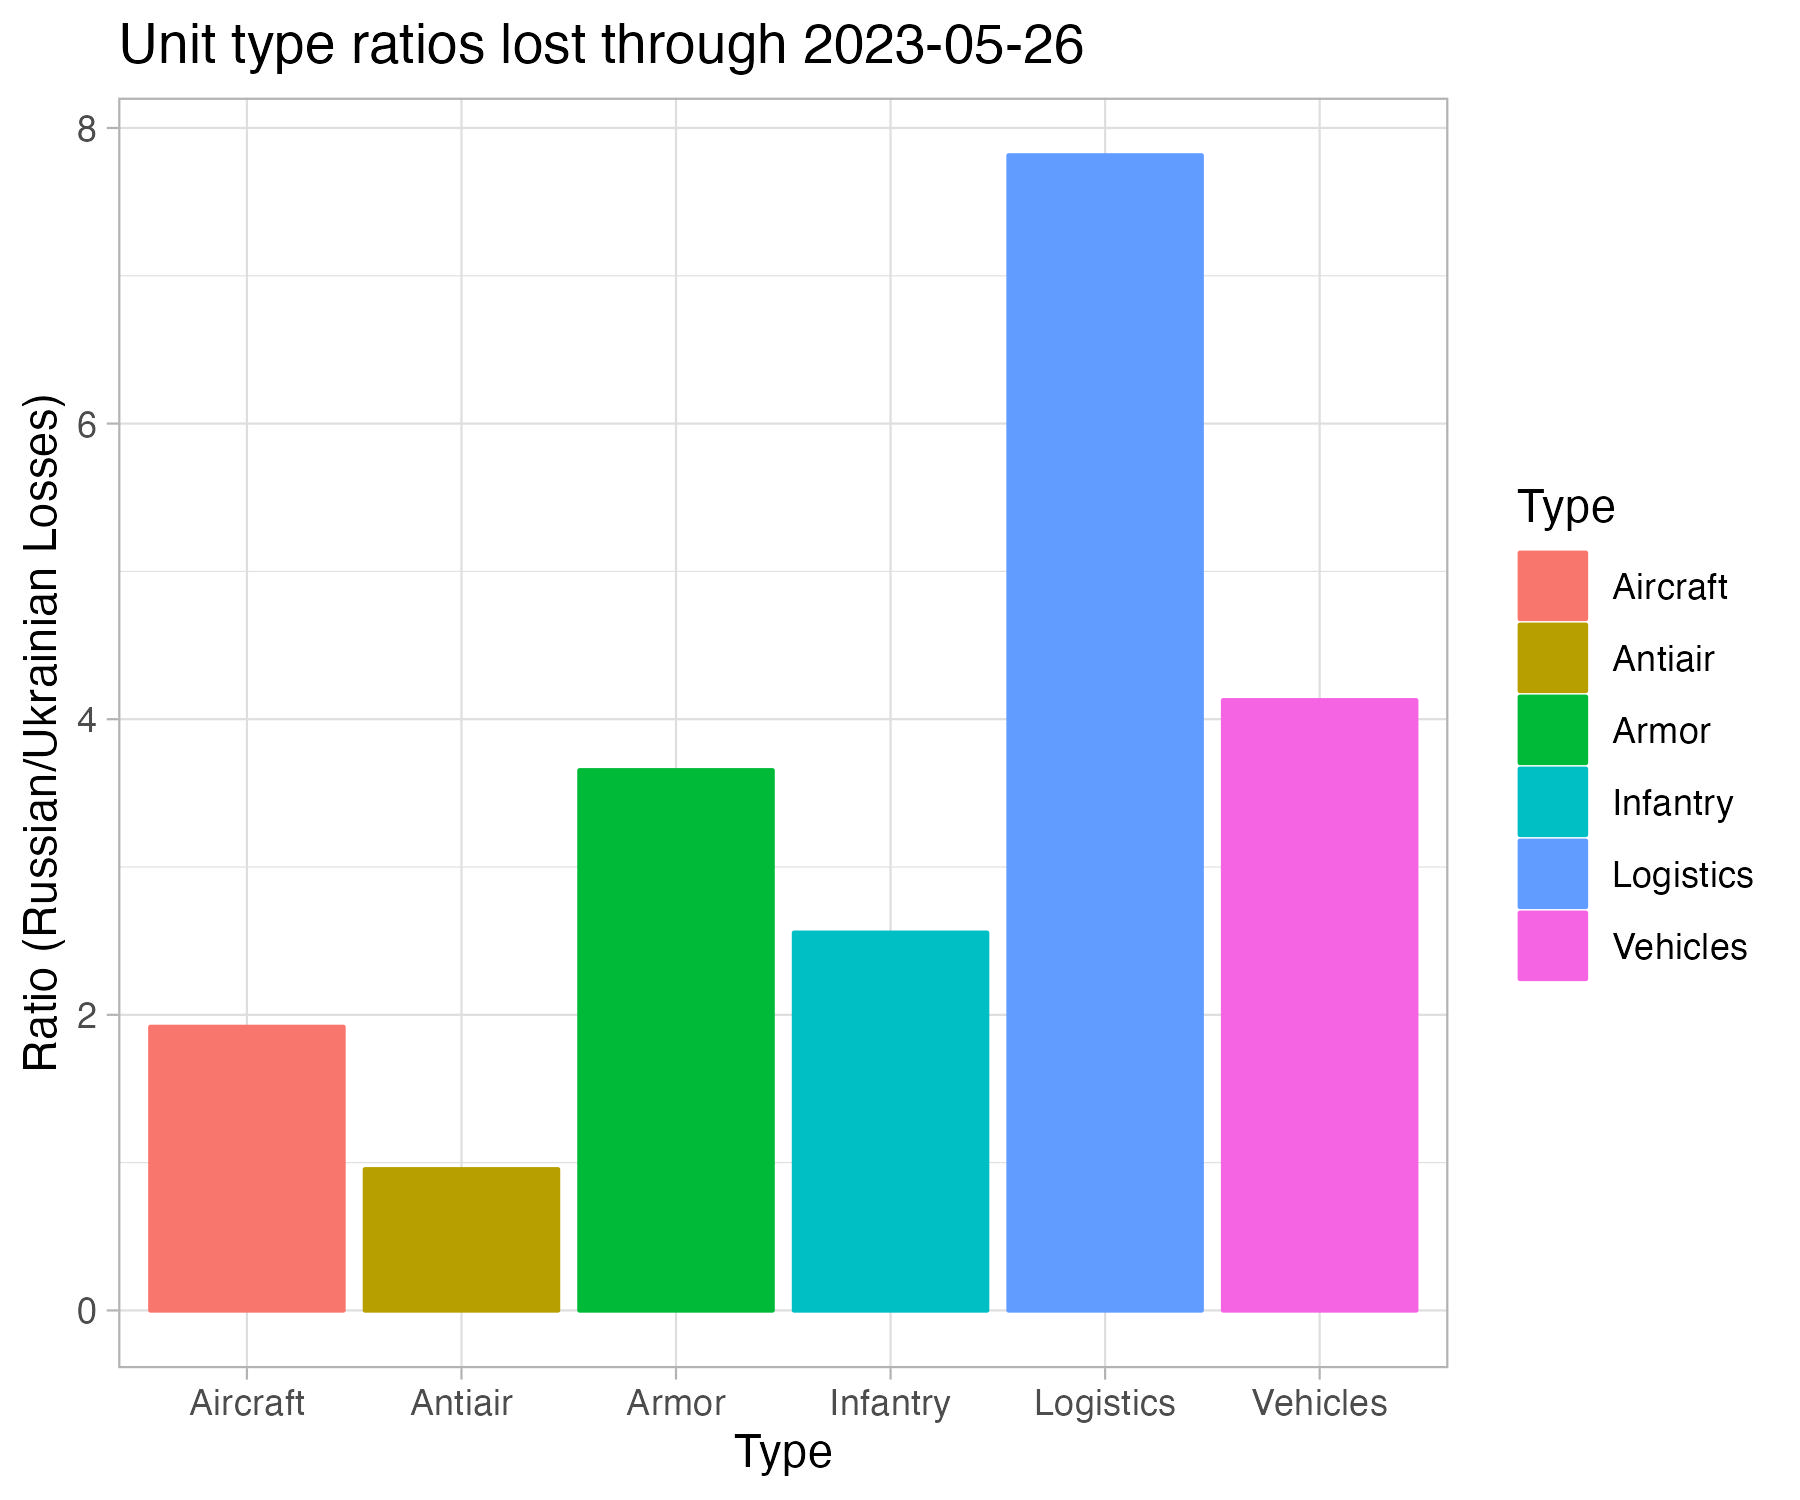 Unit type ratios lost through 2023-05-26
Ratio (Russian/Ukrainian Losses)
8
6
4
2
0
Aircraft
Antiair
Armor
Infantry
Logistics
Vehicles
Type
Type
Aircraft
Antiair
Armor
Infantry
Logistics
Vehicles